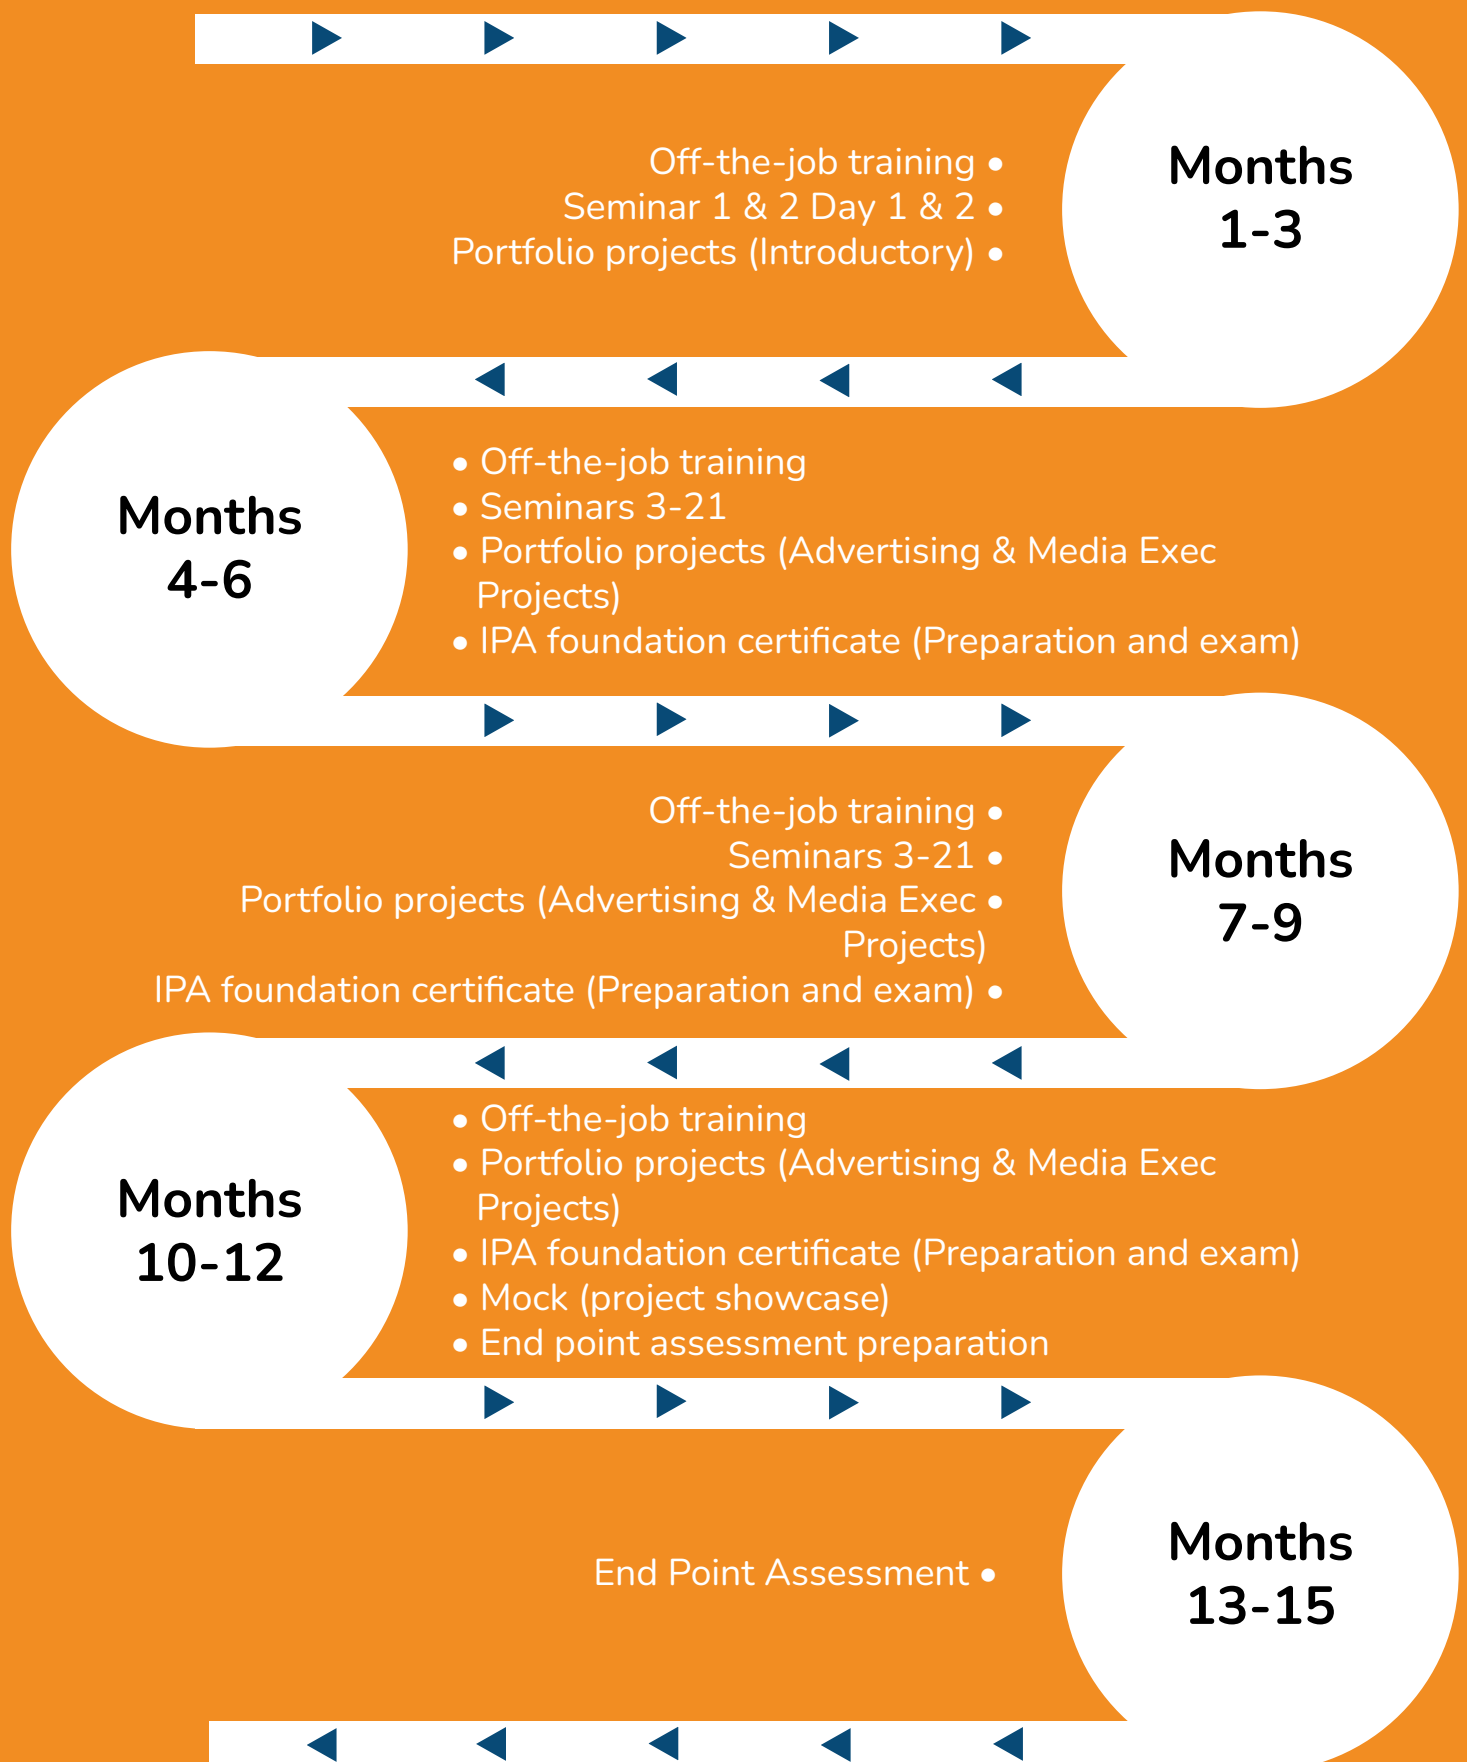 Off-the-job training •
Seminar 1 & 2 Day 1 & 2 •
Portfolio projects (Introductory) •
Months
1-3
Months
4-6
• Off-the-job training
• Seminars 3-21
• Portfolio projects (Advertising & Media Exec
Projects)
• IPA foundation certificate (Preparation and exam)
Off-the-job training •
Seminars 3-21 •
Portfolio projects (Advertising & Media Exec •
Projects)
IPA foundation certificate (Preparation and exam) •
Months
7-9
Months
10-12
• Off-the-job training
• Portfolio projects (Advertising & Media Exec
Projects)
• IPA foundation certificate (Preparation and exam)
• Mock (project showcase)
• End point assessment preparation
End Point Assessment •
Months
13-15